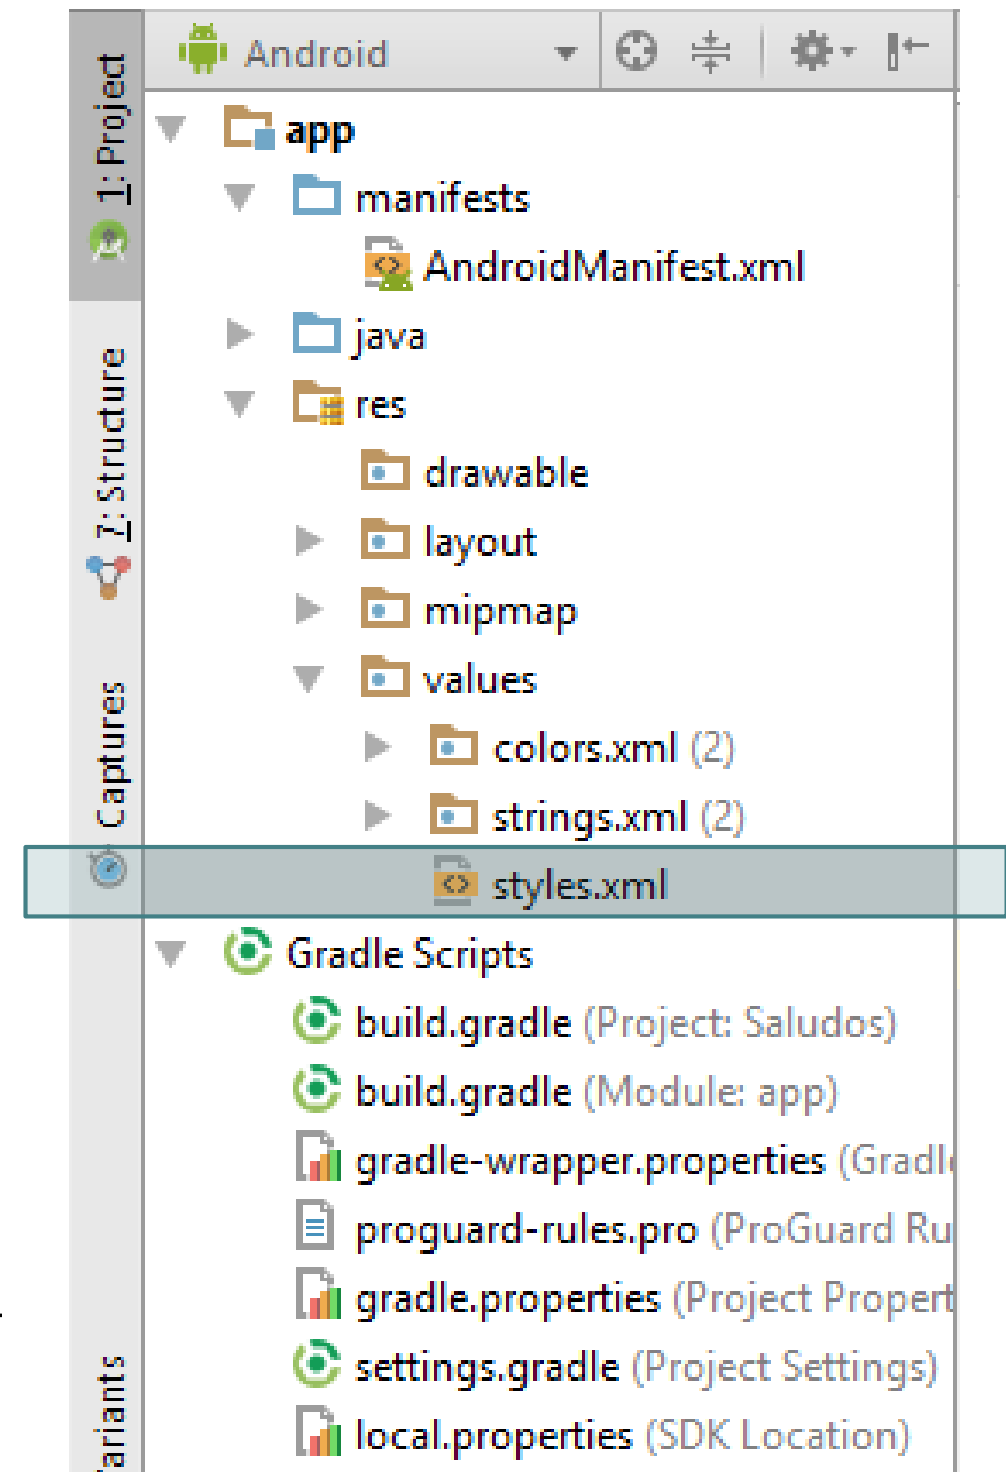 Android
1: Project
app
manifests
AndroidManifest.xml
java
res
7: Structure
drawable
layout
mipmap
values
Captures
colors.xml (2)
strings.xml (2)
styles.xml
Gradle Scripts
build.gradle (Project: Saludos)
build.gradle (Module: app)
gradle-wrapper.properties (Gradle
proguard-rules.pro (ProGuard Ru
gradle.properties (Project Propert
settings.gradle (Project Settings)
local.properties (SDK Location)
ariants